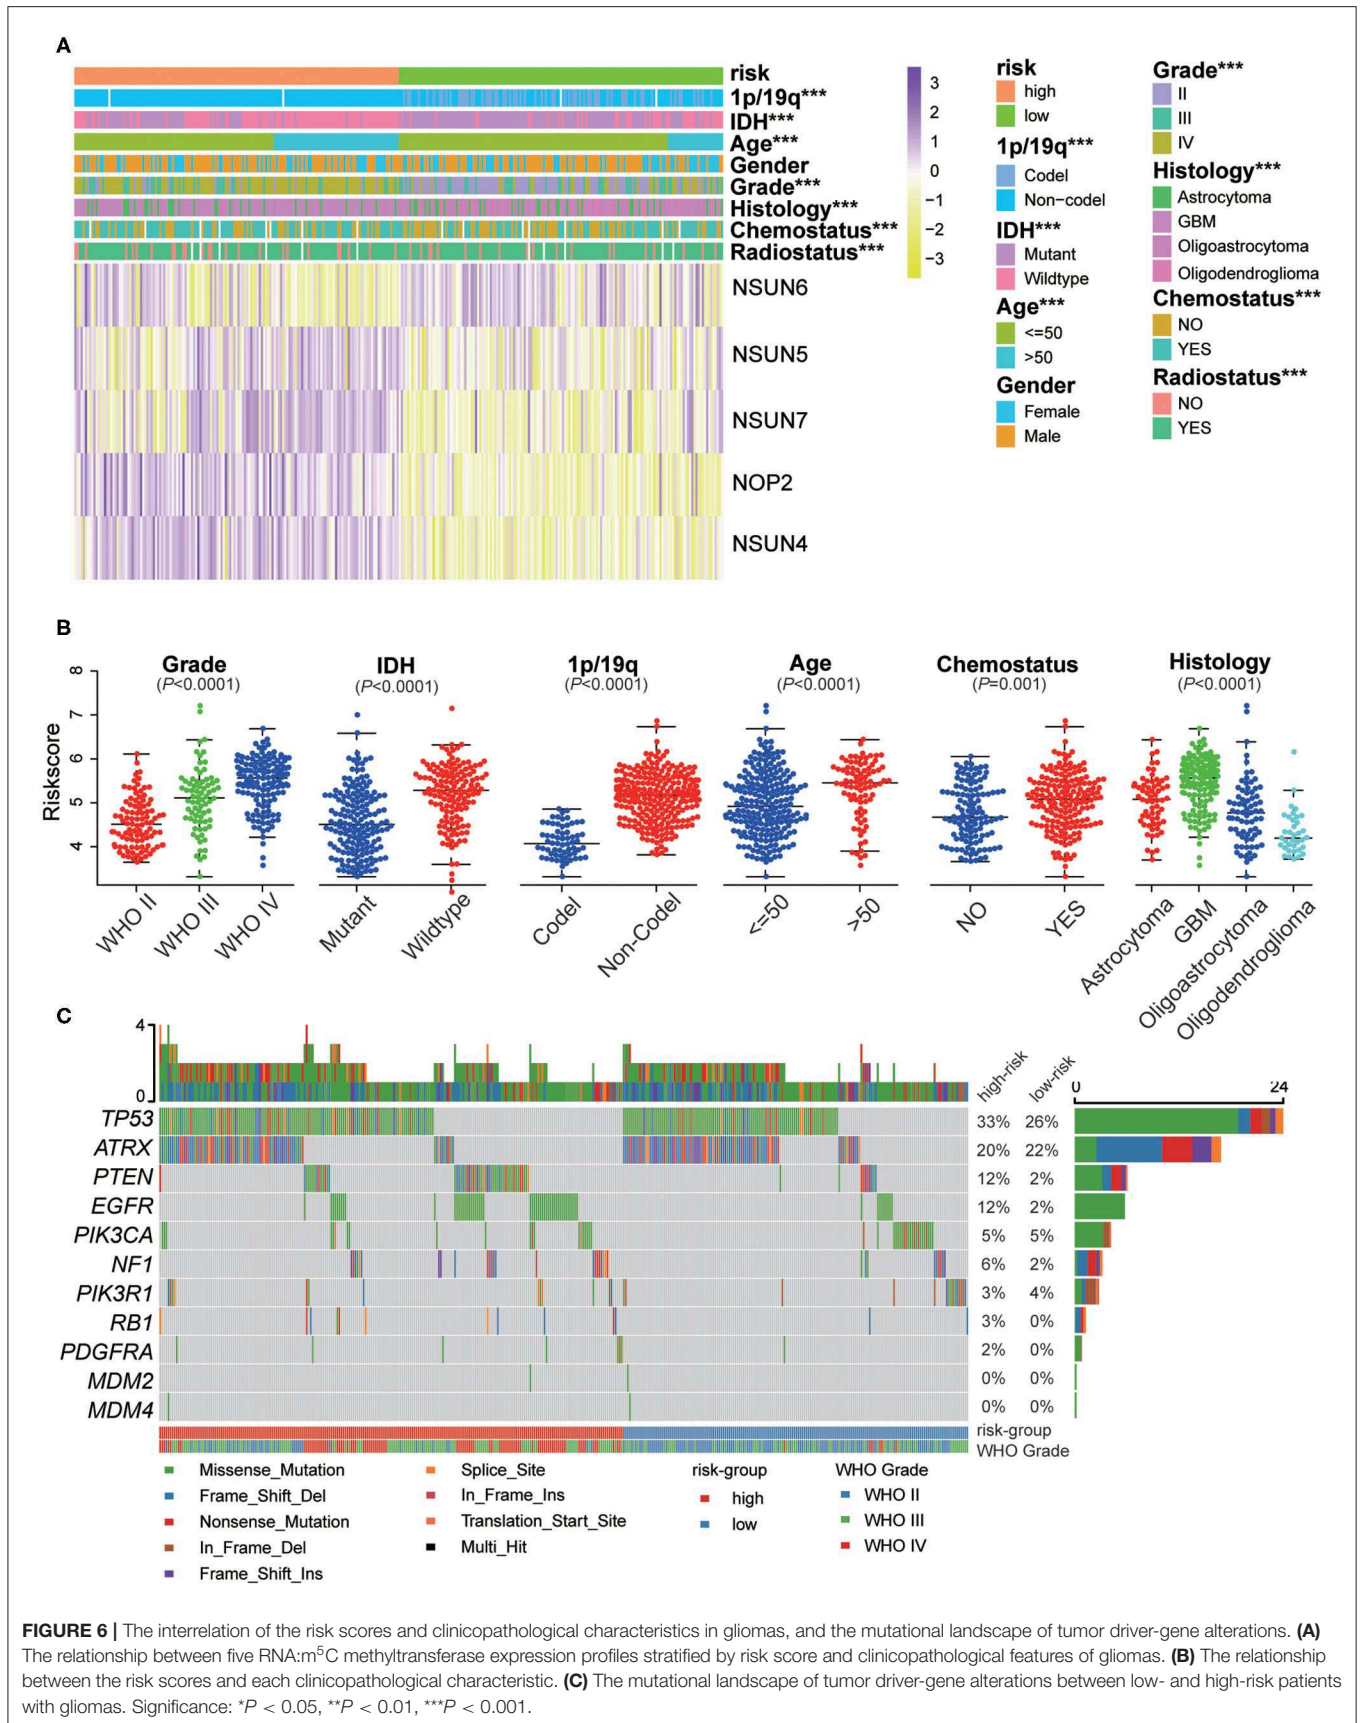 A
risk
1p/19q***
IDH***
Age***
Gender
Grade***
Histology***
Chemostatus***
Radiostatus***
NSUN6
NSUN5
NSUN7
NOP2
NSUN4
3
2
1
0
−1
−2
−3
risk
high
low
1p/19q***
Codel
Non−codel
IDH***
Mutant
Wildtype
Age***
<=50
>50
Gender
Female
Male
Grade***
II
III
IV
Histology***
Astrocytoma
GBM
Oligoastrocytoma
Oligodendroglioma
Chemostatus***
NO
YES
Radiostatus***
NO
YES
B
Grade
(P<0.0001)
IDH
(P<0.0001)
1p/19q
(P<0.0001)
Age
(P<0.0001)
Chemostatus
(P=0.001)
Histology
(P<0.0001)
Riskscore
8
7
6
5
4
WHO II
WHO III
WHO IV
Mutant
Wildtype
Codel
Non-Codel
<=50
>50
NO
YES
Astrocytoma
GBM
Oligoastrocytoma
Oligodendroglioma
C
4
0
high-risk
low-risk
0
24
TP53 33% 26%
ATRX 20% 22%
PTEN 12% 2%
EGFR 12% 2%
PIK3CA 5% 5%
NF1 6% 2%
PIK3R1 3% 4%
RB1 3% 0%
PDGFRA 2% 0%
MDM2 0% 0%
MDM4 0% 0%
risk-group
WHO Grade
Missense_Mutation
Frame_Shift_Del
Nonsense_Mutation
In_Frame_Del
Frame_Shift_Ins
Splice_Site
In_Frame_Ins
Translation_Start_Site
Multi_Hit
risk-group
high
low
WHO Grade
WHO II
WHO III
WHO IV
FIGURE 6 | The interrelation of the risk scores and clinicopathological characteristics in gliomas, and the mutational landscape of tumor driver-gene alterations. (A)
The relationship between five RNA:m⁵C methyltransferase expression profiles stratified by risk score and clinicopathological features of gliomas. (B) The relationship
between the risk scores and each clinicopathological characteristic. (C) The mutational landscape of tumor driver-gene alterations between low- and high-risk patients
with gliomas. Significance: *P < 0.05, **P < 0.01, ***P < 0.001.